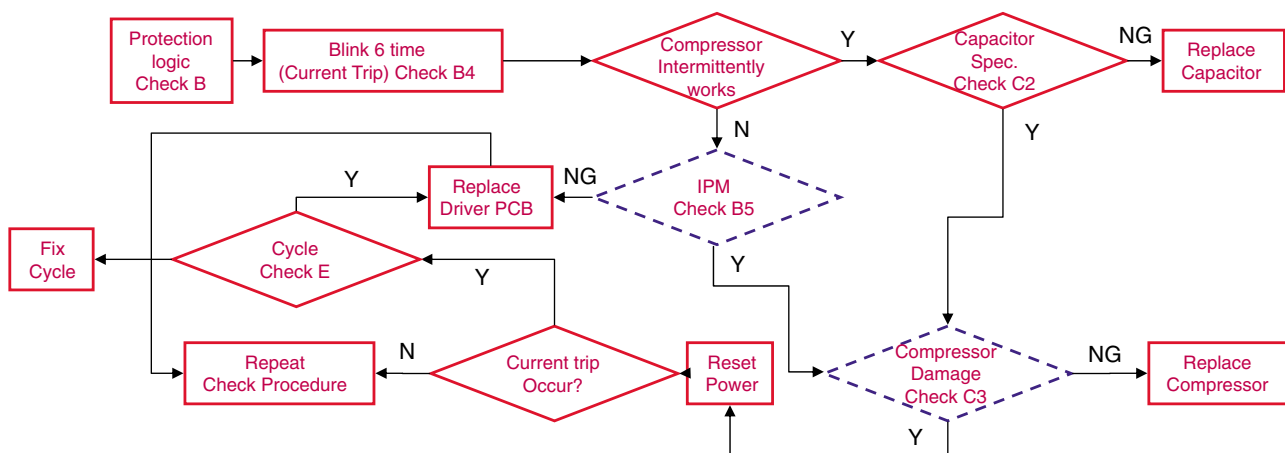 Protection
logic
Check B
Blink 6 time
(Current Trip) Check B4
Compressor
Intermittently
works
Y
Capacitor
Spec.
Check C2
NG
Replace
Capacitor
N
Y
Y
Replace
Driver PCB
NG
IPM
Check B5
Fix
Cycle
Cycle
Check E
Y
Y
Repeat
Check Procedure
N
Current trip
Occur?
Reset
Power
Compressor
Damage
Check C3
NG
Replace
Compressor
Y